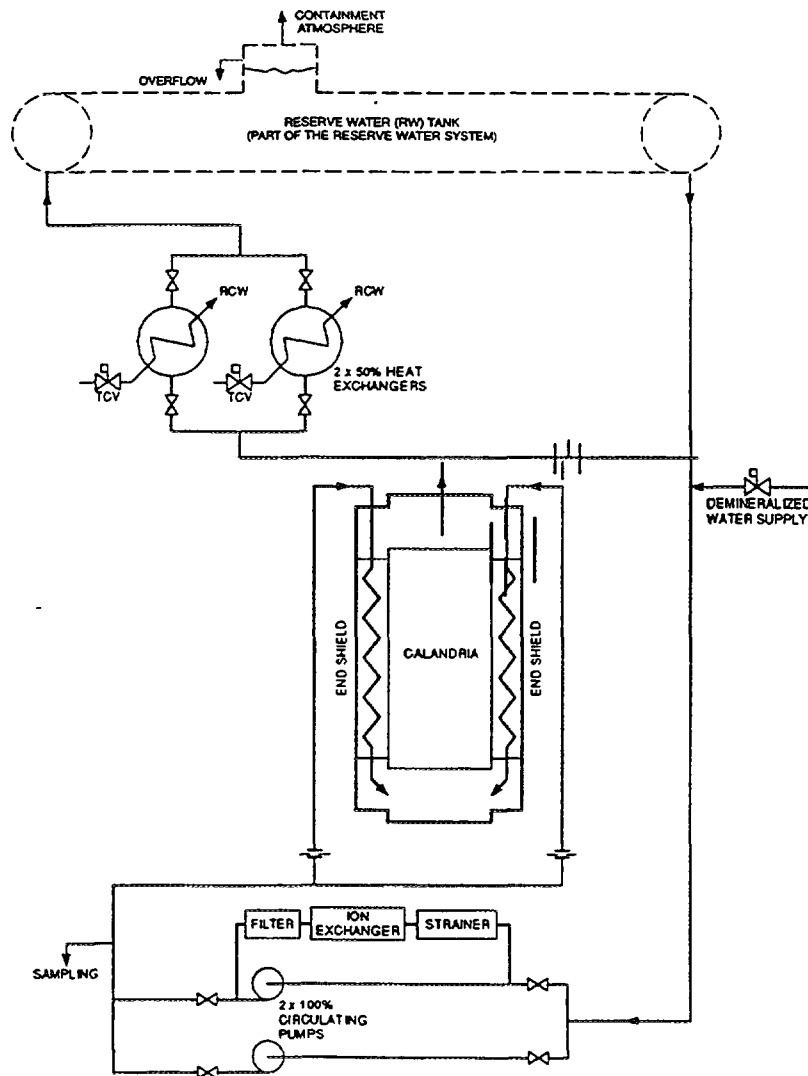 CONTAINMENT
ATMOSPHERE
OVERFLOW
RESERVE WATER (RW) TANK
(PART OF THE RESERVE WATER SYSTEM)
RCW
RCW
TCV
TCV
2 x 50% HEAT
EXCHANGERS
DEMINERALIZED
WATER SUPPLY
END SHIELD
CALANDRIA
END SHIELD
FILTER
ION
EXCHANGER
STRAINER
SAMPLING
2 x 100%
CIRCULATING
PUMPS